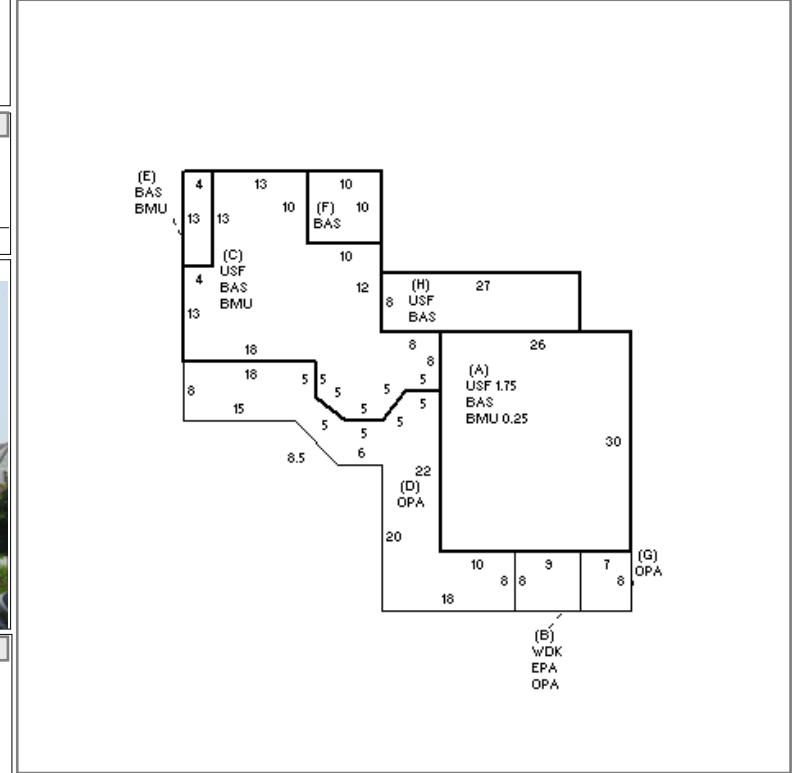 (E)
BAS
BMU
4
13
10
13
13
10
(F)
BAS
10
10
(C)
USF
BAS
BMU
4
13
12
(H)
USF
BAS
27
8
18
18
8
15
8
8
26
(A)
USF 1.75
BAS
BMU 0.25
30
5
5
5
5
5
5
5
5
5
5
8.5
6
22
(D)
OPA
20
10
9
7
(G)
OPA
8
8
8
18
(B)
WDK
EPA
OPA